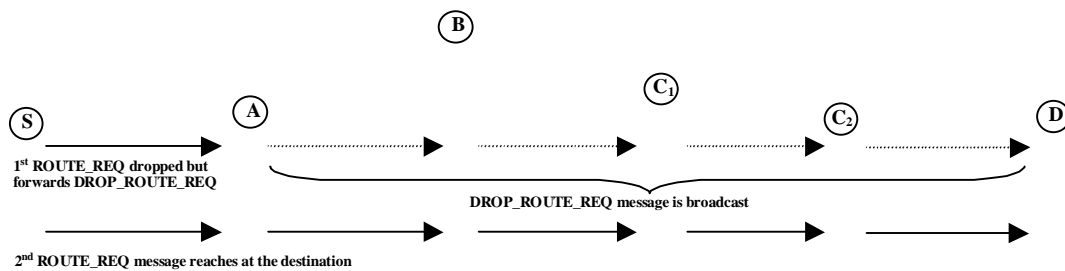 B
C1
A
C2
D
S
1st ROUTE_REQ dropped but
forwards DROP_ROUTE_REQ
DROP_ROUTE_REQ message is broadcast
2nd ROUTE_REQ message reaches at the destination